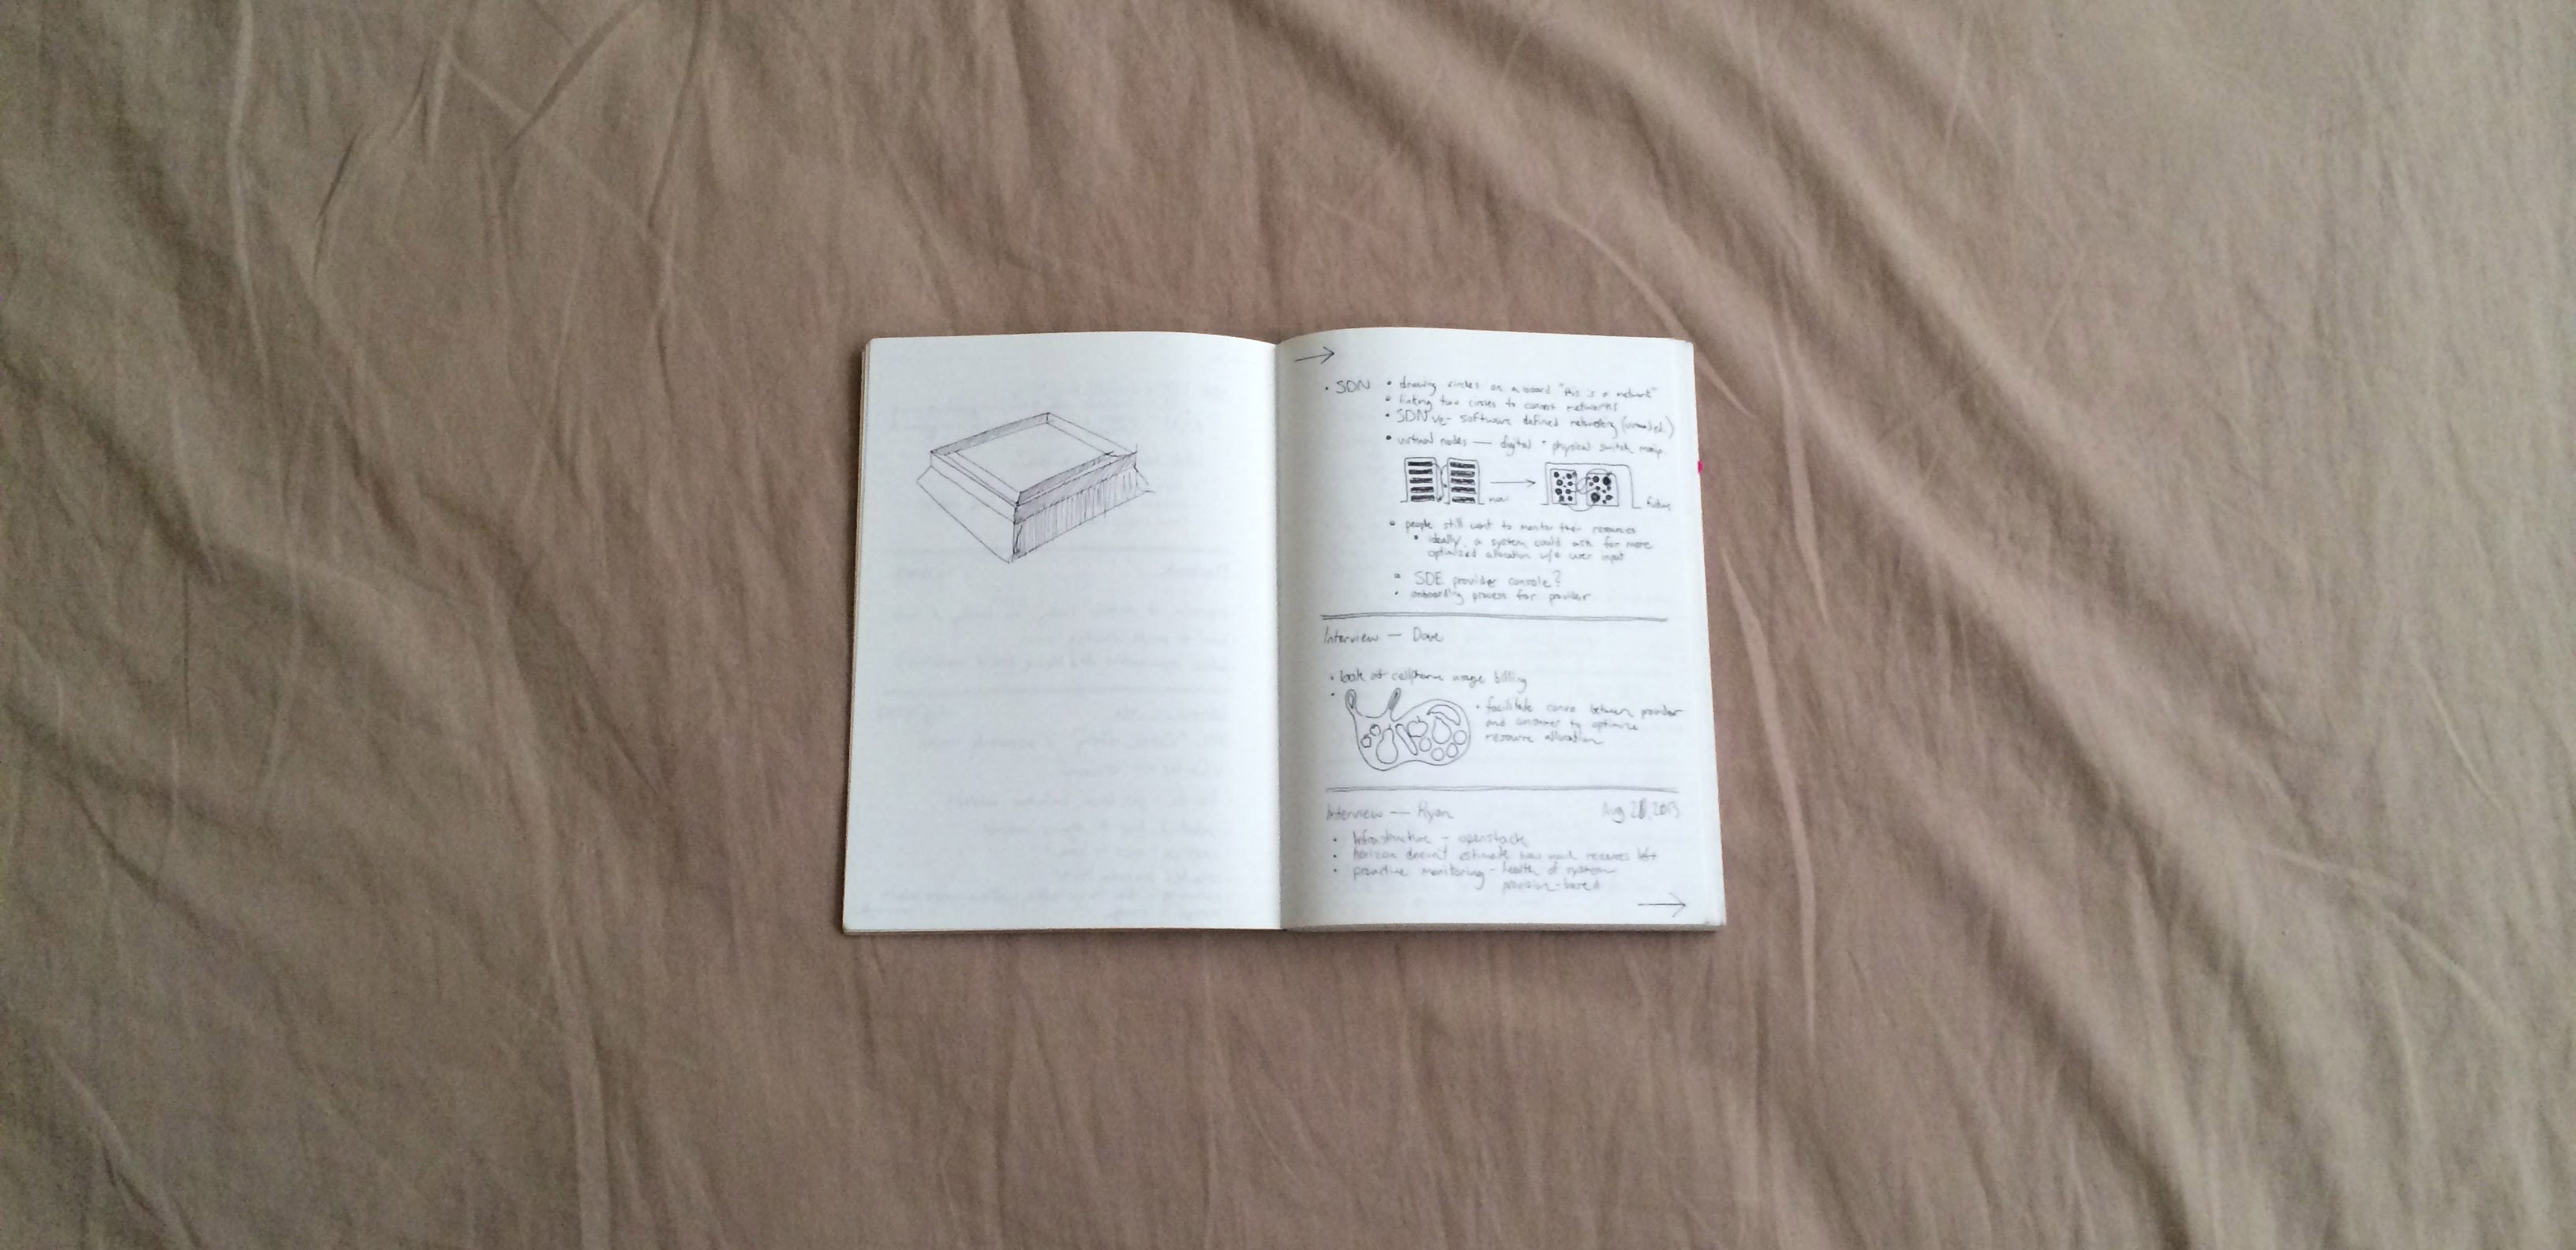 • SDN • drawing circles on a board "this is a network"
• linking two circles to connect networks
• SDN VE - software defined networking
• virtual nodes — digital • physical switch manip.
now
future
• people still want to monitor their resources
• ideally, a system could ask for more
optimized allocation w/o user input
• SDE provider console?
• onboarding process for provider
Interview — Dave
• look at cellphone usage billing
• facilitate convo between provider
and consumer to optimize
resource allocation
Interview — Ryan Aug 2 , 2013
• Infrastructure - openstack
• horizon doesn't estimate how much resources left
• proactive monitoring - health of system
provision-based